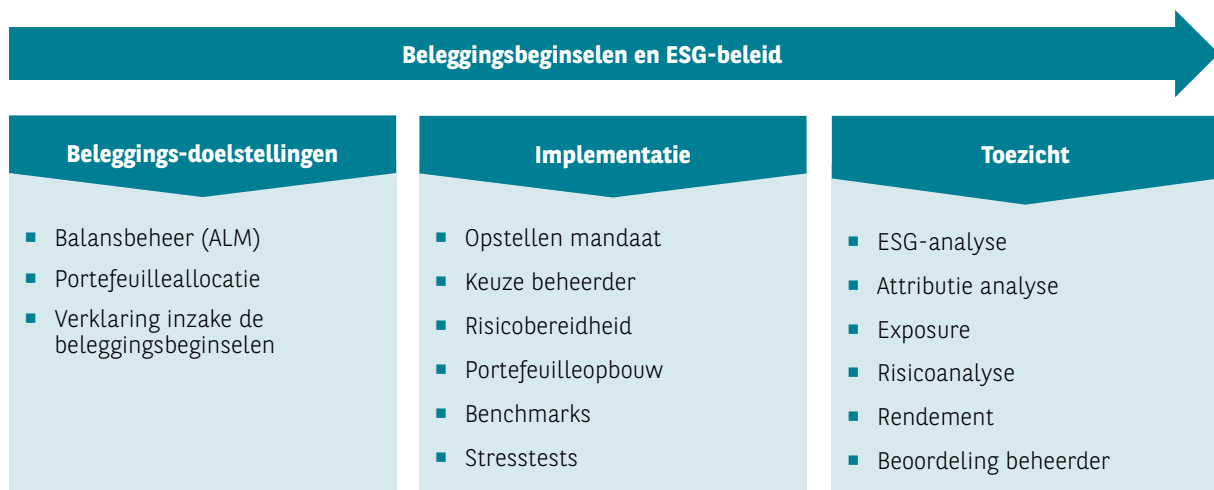 Beleggingsbeginselen en ESG-beleid
Beleggings-doelstellingen
Balansbeheer (ALM)
Portefeuilleallocatie
Verklaring inzake de
beleggingsbeginselen
Implementatie
Opstellen mandaat
Keuze beheerder
Risicobereidheid
Portefeuilleopbouw
Benchmarks
Stresstests
Toezicht
ESG-analyse
Attributie analyse
Exposure
Risicoanalyse
Rendement
Beoordeling beheerder